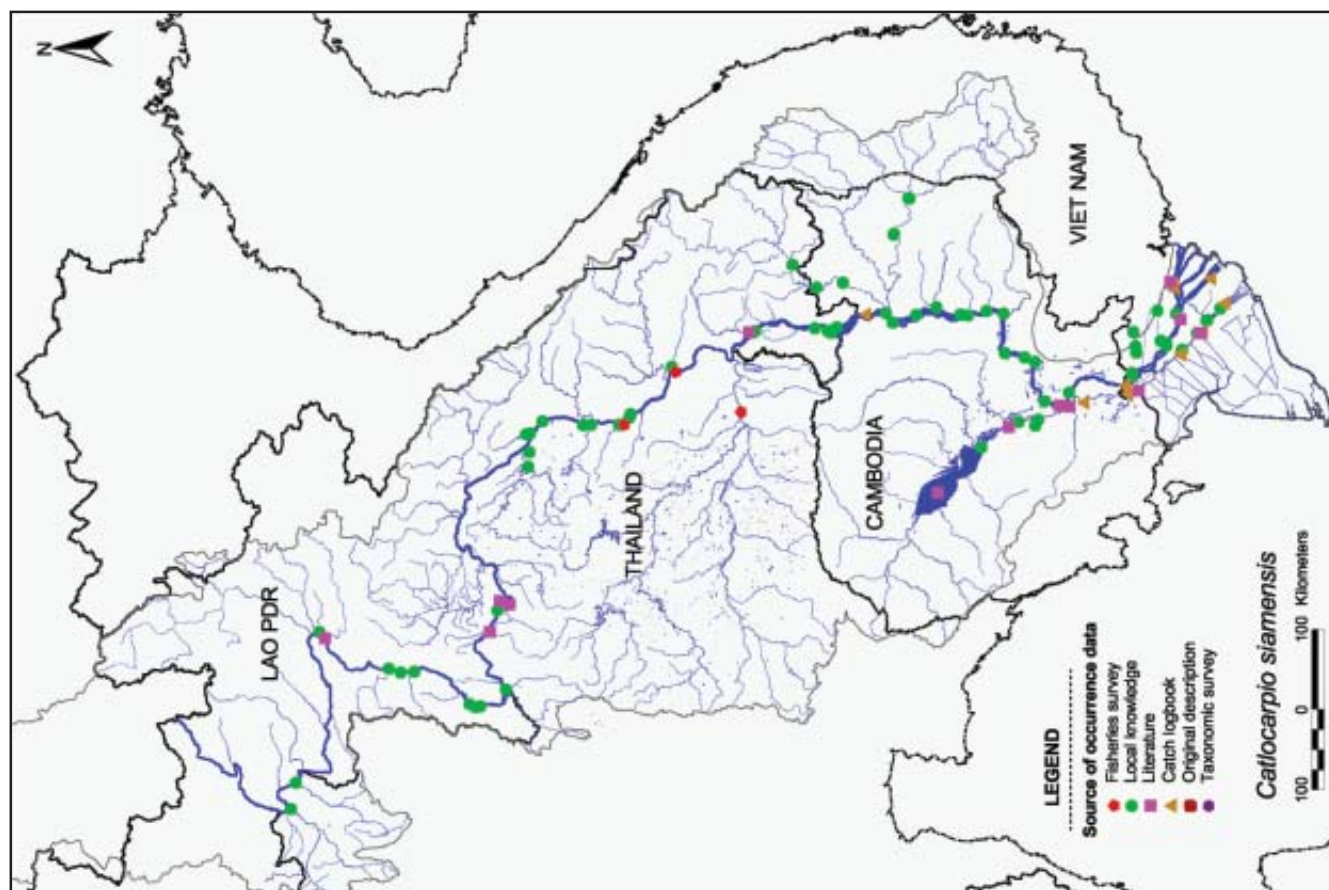 N
LAO PDR
THAILAND
CAMBODIA
VIET NAM
LEGEND
Source of occurrence data
Fisheries survey
Local knowledge
Literature
Catch logbook
Original description
Taxonomic survey
Catlocarpio siamensis
100 0 100 Kilometers